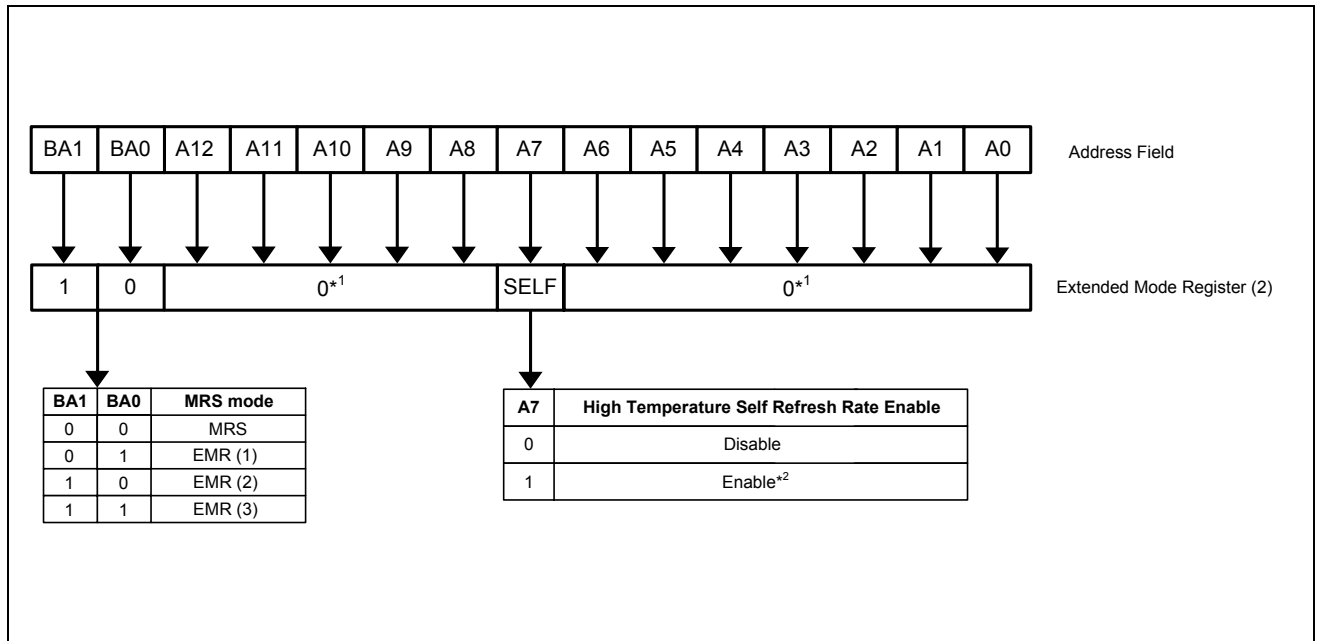 BA1 BA0 A12 A11 A10 A9 A8 A7 A6 A5 A4 A3 A2 A1 A0 Address Field
1 0 0*1 SELF 0*1 Extended Mode Register (2)
BA1 BA0 MRS mode
0 0 MRS
0 1 EMR (1)
1 0 EMR (2)
1 1 EMR (3)
A7 High Temperature Self Refresh Rate Enable
0 Disable
1 Enable*2